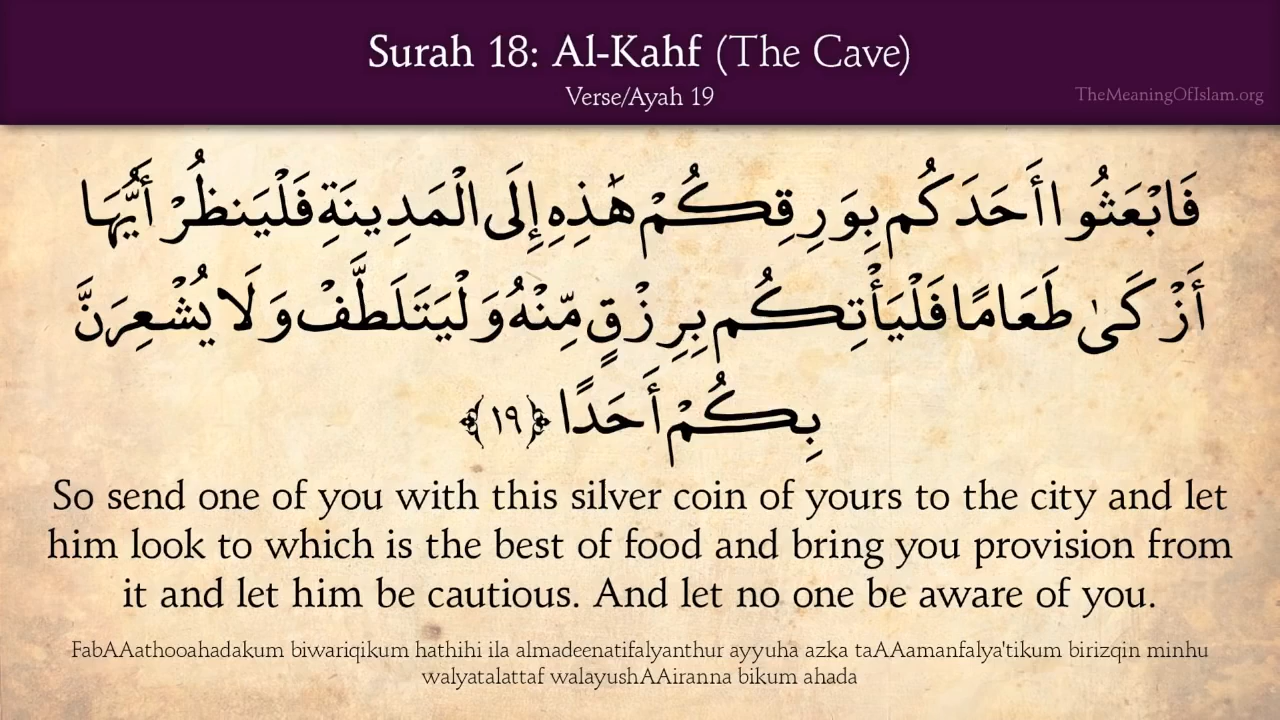 Surah 18: Al-Kahf (The Cave)
Verse/Ayah 19
TheMeaningOfIslam.org
فَابْعَثُوا أَحَدَكُم بِوَرِقِكُمْ هَٰذِهِ إِلَى الْمَدِينَةِ فَلْيَنظُرْ أَيُّهَا
أَزْكَىٰ طَعَامًا فَلْيَأْتِكُم بِرِزْقٍ مِّنْهُ وَلْيَتَلَطَّفْ وَلَا يُشْعِرَنَّ
بِكُمْ أَحَدًا ﴿١٩﴾
So send one of you with this silver coin of yours to the city and let
him look to which is the best of food and bring you provision from
it and let him be cautious. And let no one be aware of you.
FabAAathooahadakum biwariqikum hathihi ila almadeenatifalyanthur ayyuha azka taAAamanfalya'tikum birizqin minhu
walyatalattaf walayushAAiranna bikum ahada